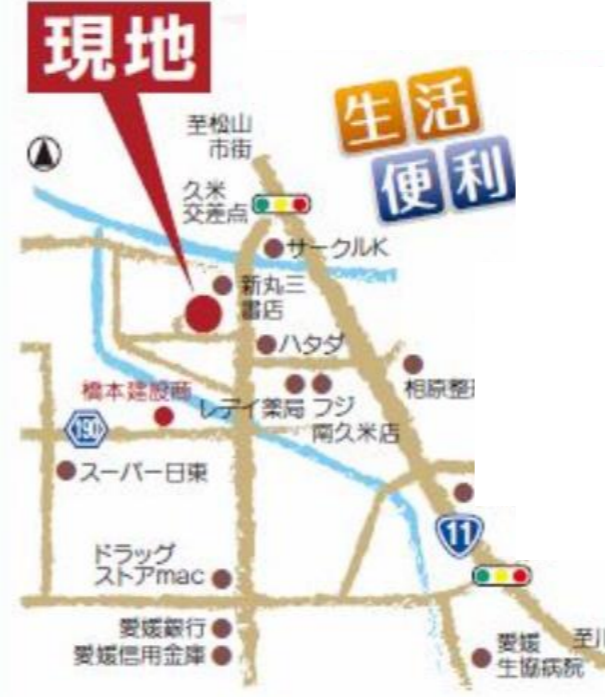 現地
生活
便利
至松山
市街
久米
交差点
サークルK
新丸三
書店
ハタダ
相原整
橋本建設㈱
レデイ薬局 フジ
南久米店
190
スーパー日東
11
ドラッグ
ストアmac
愛媛銀行
愛媛信用金庫
愛媛
生協病院
至川